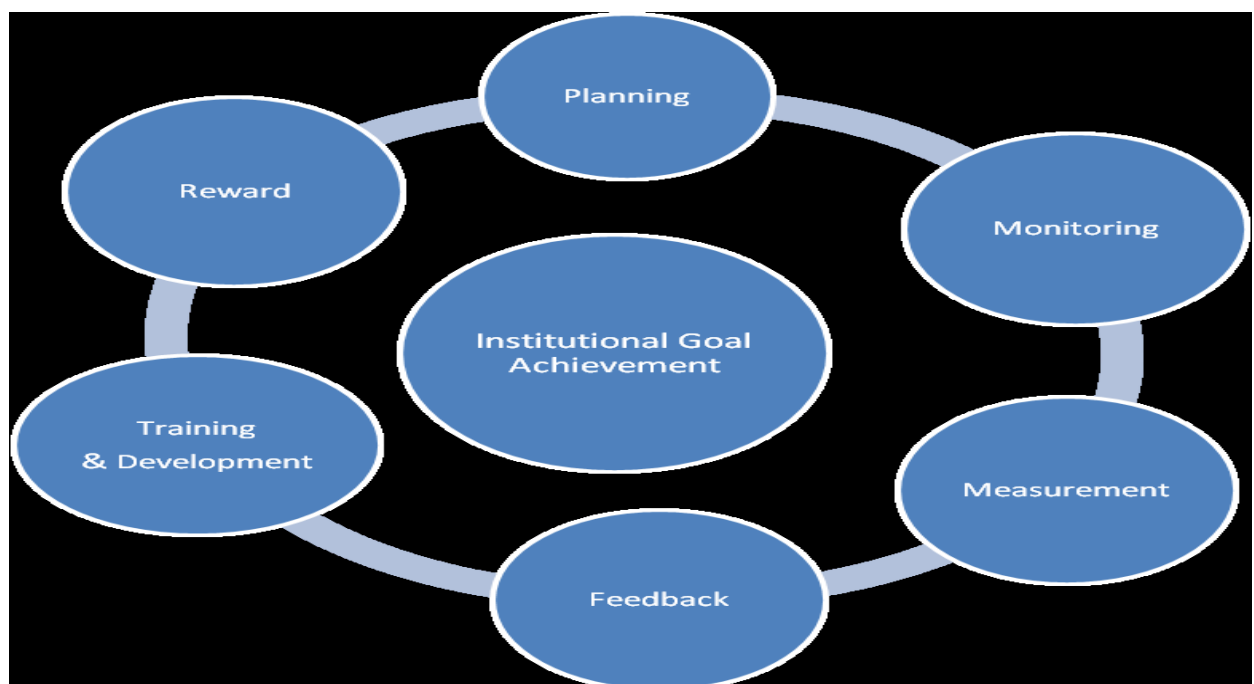 Planning
Reward
Monitoring
Institutional Goal
Achievement
Training
& Development
Measurement
Feedback